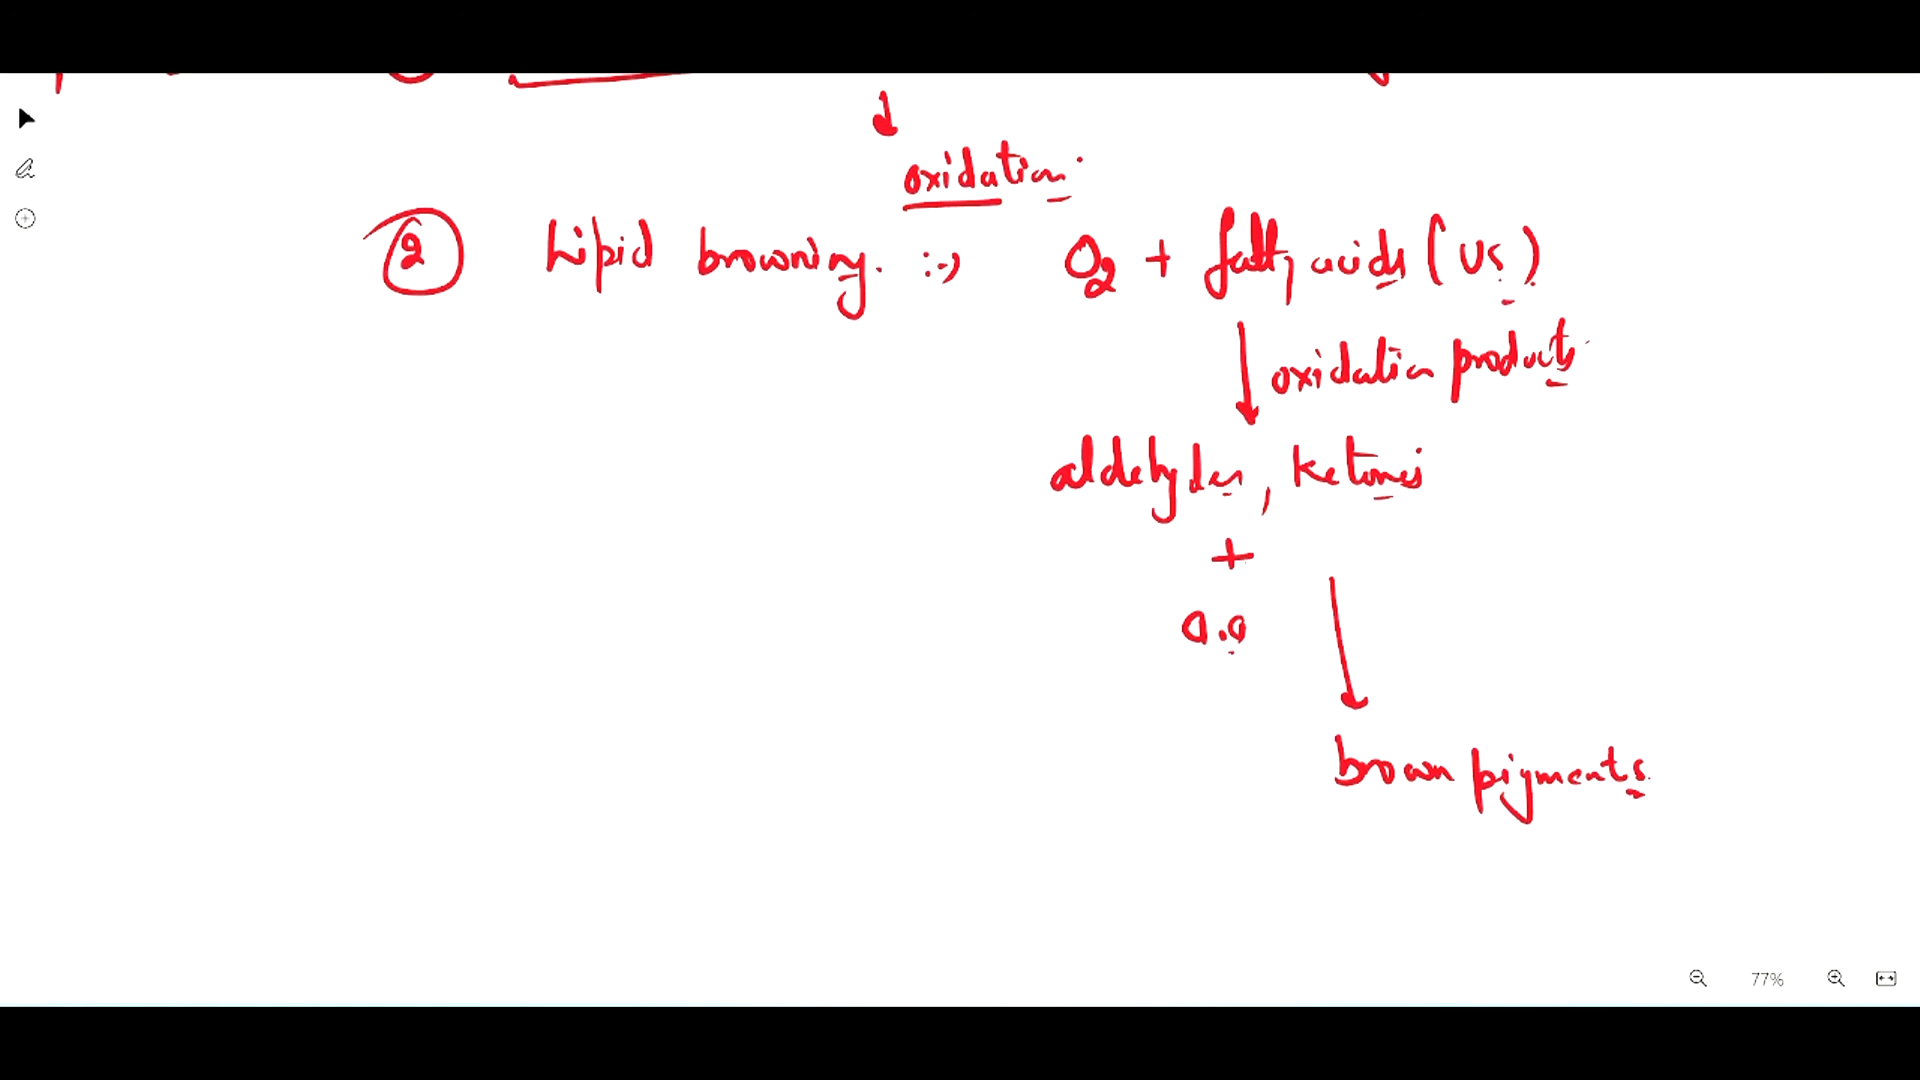 oxidation.
② Lipid browning. :-> O2 + fatty acids (US)
oxidation products
aldehydes, ketones
+
a.a
brown pigments.
77%